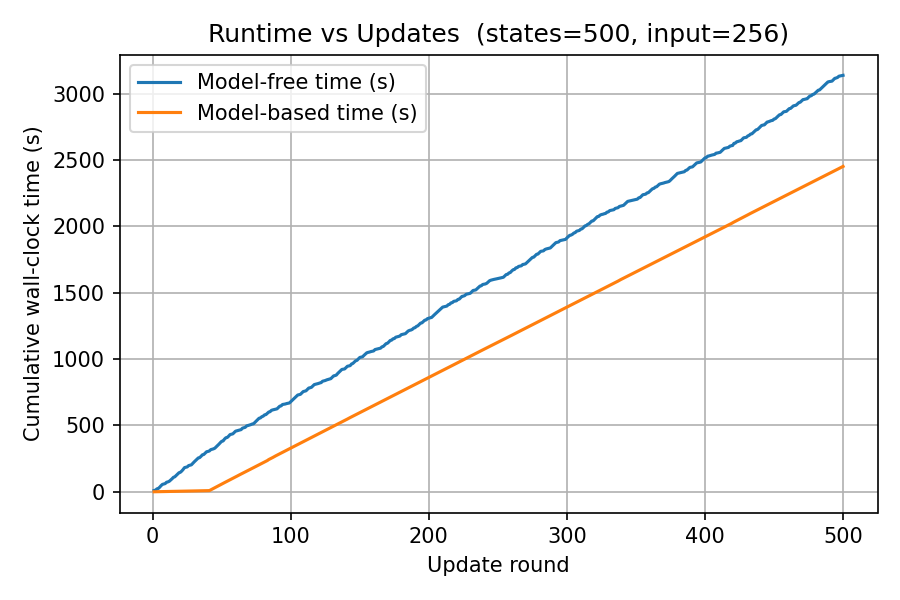 Runtime vs Updates  (states=500, input=256)
Model-free time (s)
Model-based time (s)
Cumulative wall-clock time (s)
3000
2500
2000
1500
1000
500
0
0 100 200 300 400 500
Update round